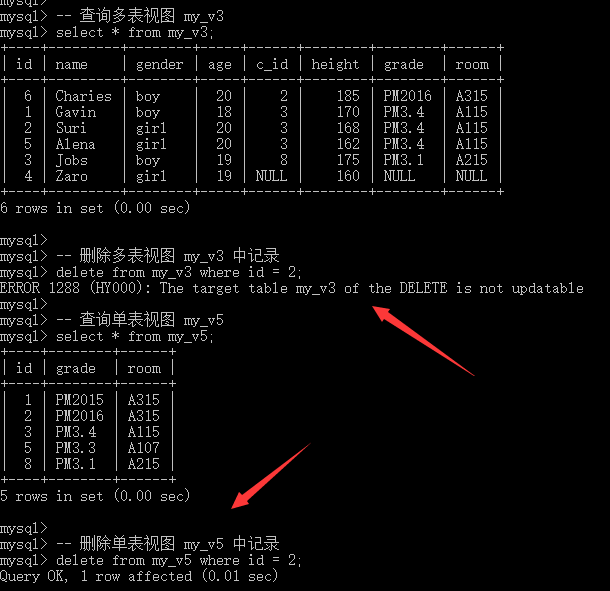 mysql>
mysql> -- 查询多表视图 my_v3
mysql> select * from my_v3;
+----+---------+--------+-----+------+--------+--------+------+
| id | name    | gender | age | c_id | height | grade  | room |
+----+---------+--------+-----+------+--------+--------+------+
|  6 | Charies | boy    |  20 |    2 |    185 | PM2016 | A315 |
|  1 | Gavin   | boy    |  18 |    3 |    170 | PM3.4  | A115 |
|  2 | Suri    | girl   |  20 |    3 |    168 | PM3.4  | A115 |
|  5 | Alena   | girl   |  20 |    3 |    162 | PM3.4  | A115 |
|  3 | Jobs    | boy    |  19 |    8 |    175 | PM3.1  | A215 |
|  4 | Zaro    | girl   |  19 | NULL |    160 | NULL   | NULL |
+----+---------+--------+-----+------+--------+--------+------+
6 rows in set (0.00 sec)
mysql>
mysql> -- 删除多表视图 my_v3 中记录
mysql> delete from my_v3 where id = 2;
ERROR 1288 (HY000): The target table my_v3 of the DELETE is not updatable
mysql>
mysql> -- 查询单表视图 my_v5
mysql> select * from my_v5;
+----+--------+------+
| id | grade  | room |
+----+--------+------+
|  1 | PM2015 | A315 |
|  2 | PM2016 | A315 |
|  3 | PM3.4  | A115 |
|  5 | PM3.3  | A107 |
|  8 | PM3.1  | A215 |
+----+--------+------+
5 rows in set (0.00 sec)
mysql>
mysql> -- 删除单表视图 my_v5 中记录
mysql> delete from my_v5 where id = 2;
Query OK, 1 row affected (0.01 sec)